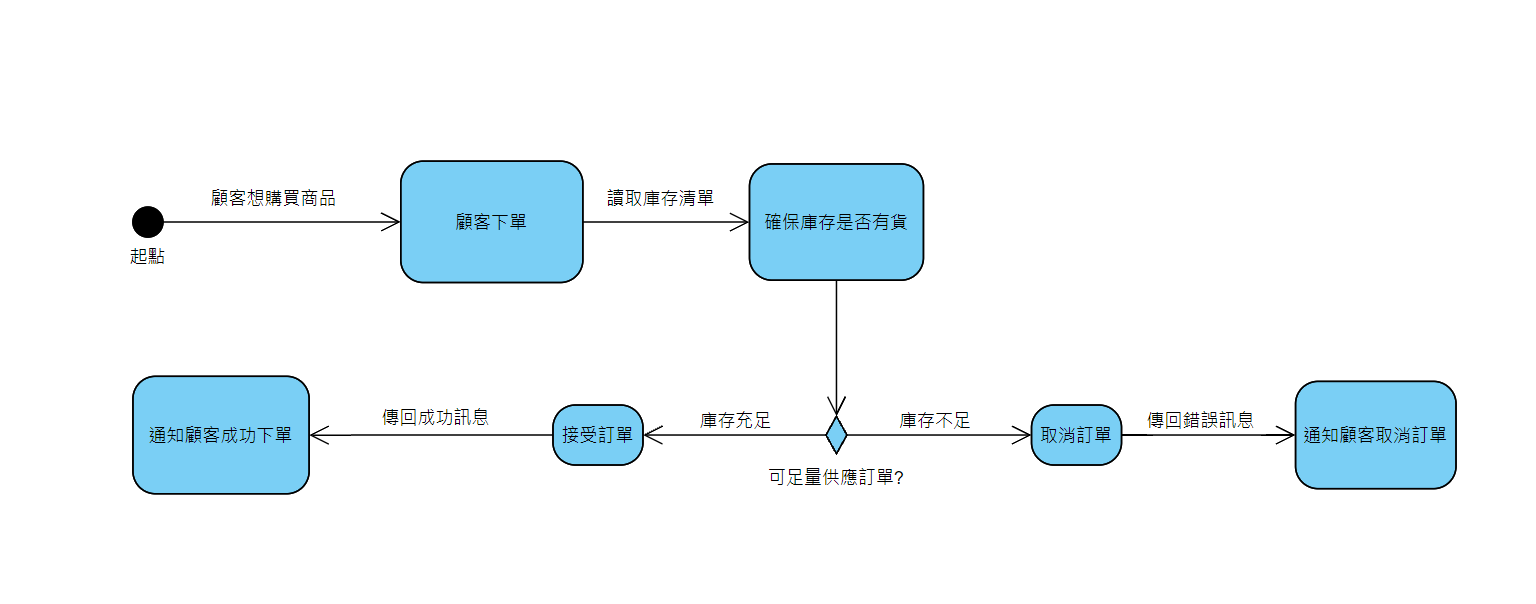 顧客想購買商品
讀取庫存清單
顧客下單
確保庫存是否有貨
起點
傳回成功訊息
庫存充足
庫存不足
傳回錯誤訊息
通知顧客成功下單
接受訂單
取消訂單
通知顧客取消訂單
可足量供應訂單?